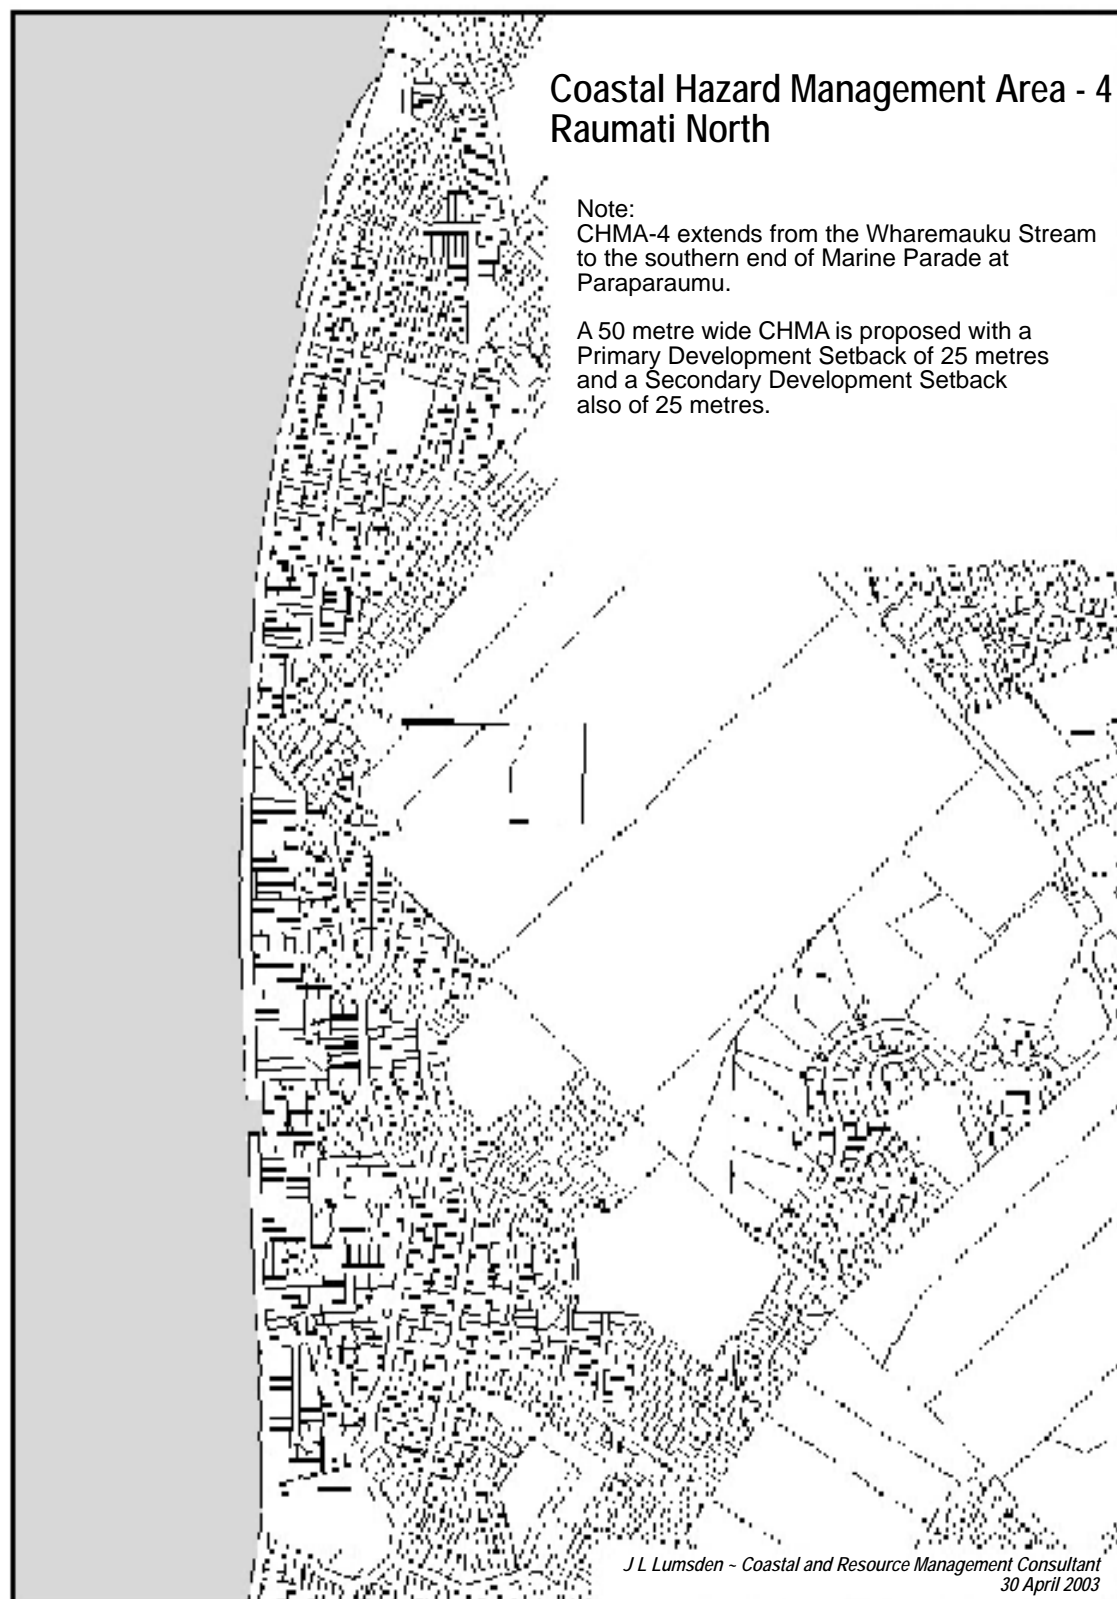 Coastal Hazard Management Area - 4
Raumati North
Note:
CHMA-4 extends from the Wharemauku Stream
to the southern end of Marine Parade at
Paraparaumu.
A 50 metre wide CHMA is proposed with a
Primary Development Setback of 25 metres
and a Secondary Development Setback
also of 25 metres.
J L Lumsden ~ Coastal and Resource Management Consultant
30 April 2003